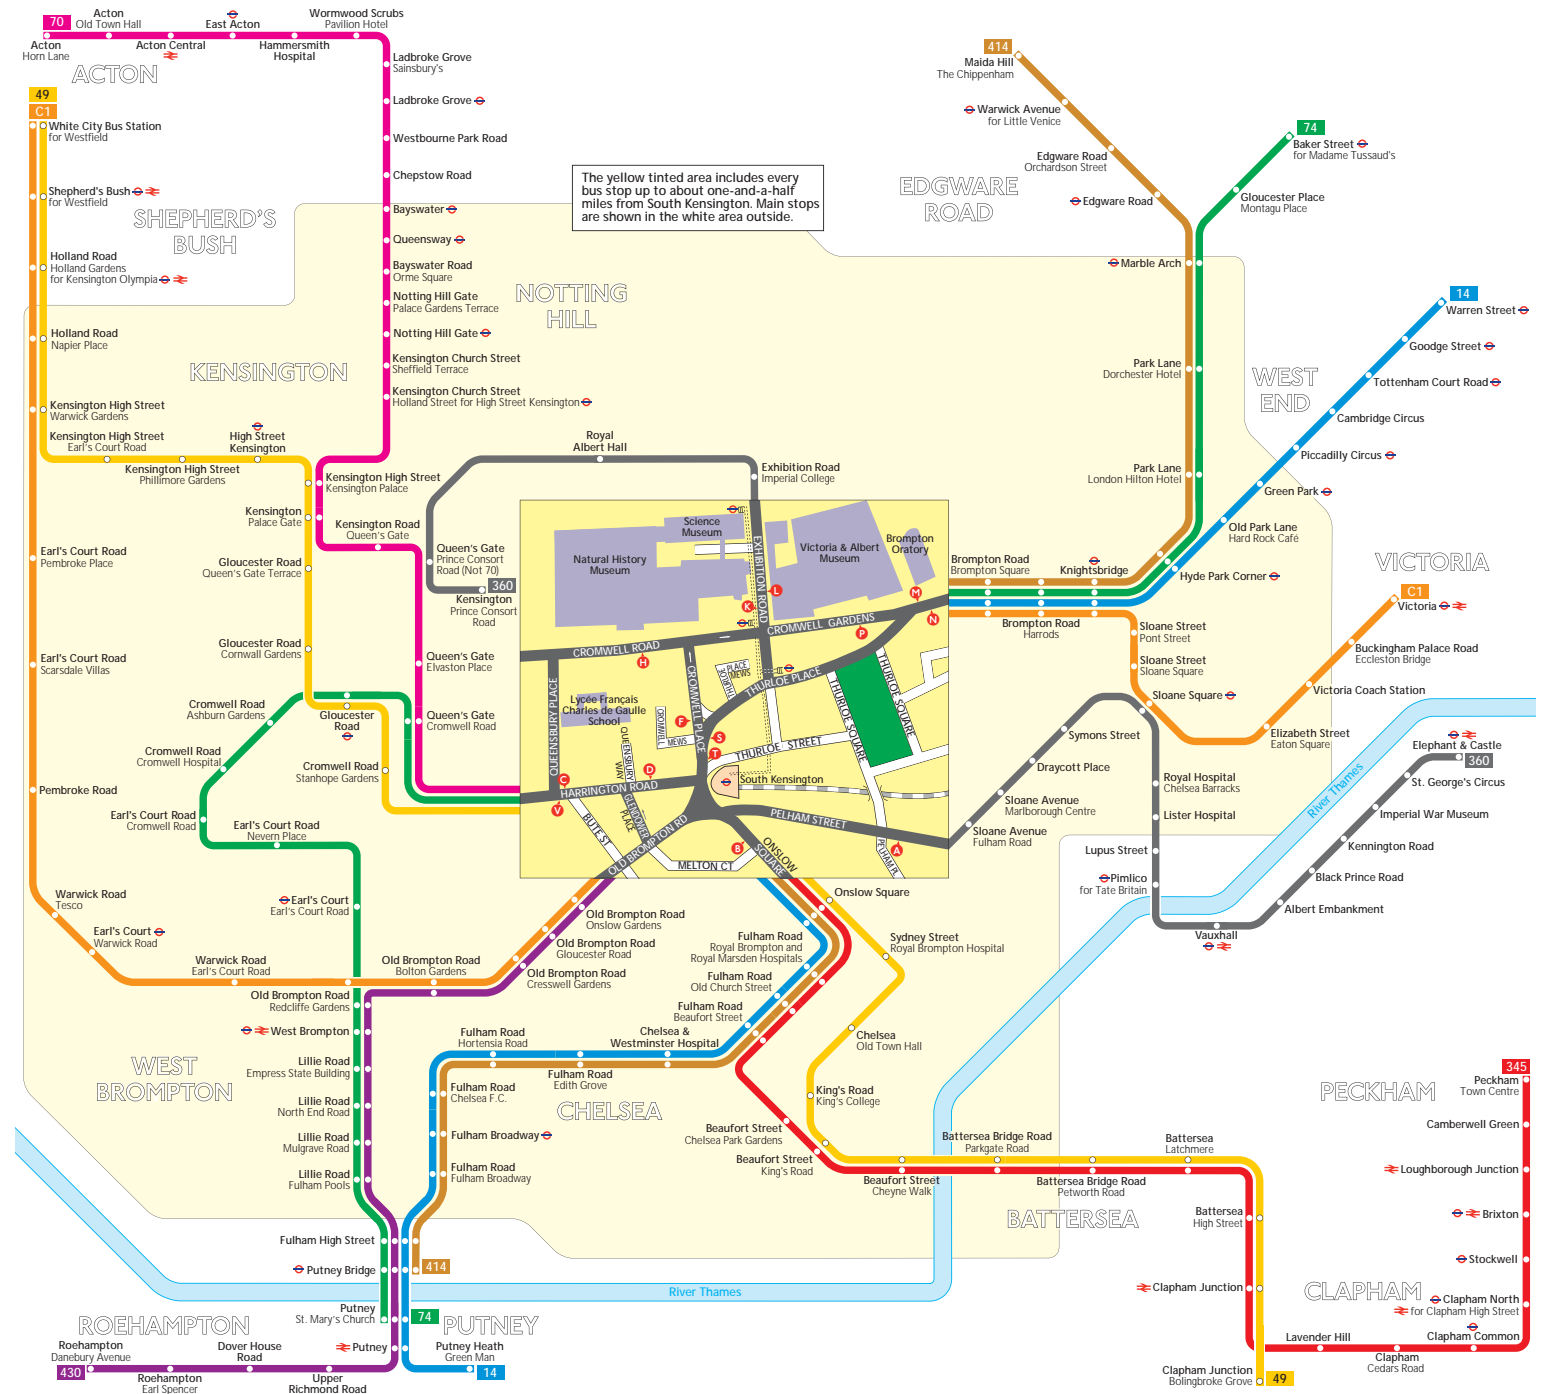 70
Acton
Horn Lane
Acton
Old Town Hall
Acton Central
East Acton
Hammersmith
Hospital
Wormwood Scrubs
Pavilion Hotel
ACTON
Ladbroke Grove
Sainsbury's
Ladbroke Grove
Westbourne Park Road
Chepstow Road
Bayswater
Queensway
Bayswater Road
Orme Square
Notting Hill Gate
Palace Gardens Terrace
Notting Hill Gate
Kensington Church Street
Sheffield Terrace
Kensington Church Street
Holland Street for High Street Kensington
49
C1
White City Bus Station
for Westfield
Shepherd's Bush
for Westfield
SHEPHERD'S
BUSH
Holland Road
Holland Gardens
for Kensington Olympia
Holland Road
Napier Place
KENSINGTON
Kensington High Street
Warwick Gardens
Kensington High Street
Earl's Court Road
Kensington High Street
Phillimore Gardens
High Street
Kensington
NOTTING
HILL
The yellow tinted area includes every
bus stop up to about one-and-a-half
miles from South Kensington. Main stops
are shown in the white area outside.
414
Maida Hill
The Chippenham
Warwick Avenue
for Little Venice
Edgware Road
Orchardson Street
Edgware Road
EDGWARE
ROAD
74
Baker Street
for Madame Tussaud's
Gloucester Place
Montagu Place
Marble Arch
Park Lane
Dorchester Hotel
Park Lane
London Hilton Hotel
WEST
END
14
Warren Street
Goodge Street
Tottenham Court Road
Cambridge Circus
Piccadilly Circus
Green Park
Old Park Lane
Hard Rock Café
Hyde Park Corner
Knightsbridge
Brompton Road
Brompton Square
Brompton Road
Harrods
VICTORIA
C1
Victoria
Buckingham Palace Road
Eccleston Bridge
Victoria Coach Station
Elizabeth Street
Eaton Square
Sloane Street
Pont Street
Sloane Street
Sloane Square
Sloane Square
Symons Street
Draycott Place
Sloane Avenue
Marlborough Centre
Sloane Avenue
Fulham Road
Royal Hospital
Chelsea Barracks
Lister Hospital
Lupus Street
Pimlico
for Tate Britain
Vauxhall
Albert Embankment
Black Prince Road
Kennington Road
Imperial War Museum
St. George's Circus
Elephant & Castle
360
River Thames
Royal
Albert Hall
Exhibition Road
Imperial College
Queen's Gate
Prince Consort
Road (Not 70)
360
Kensington
Prince Consort
Road
Kensington High Street
Kensington Palace
Kensington
Palace Gate
Kensington Road
Queen's Gate
Gloucester Road
Queen's Gate Terrace
Gloucester Road
Cornwall Gardens
Queen's Gate
Elvaston Place
Queen's Gate
Cromwell Road
Gloucester
Road
Cromwell Road
Stanhope Gardens
Cromwell Road
Ashburn Gardens
Cromwell Road
Cromwell Hospital
Earl's Court Road
Cromwell Road
Earl's Court Road
Nevern Place
Earl's Court
Earl's Court Road
Earl's Court Road
Pembroke Place
Earl's Court Road
Scarsdale Villas
Pembroke Road
Warwick Road
Tesco
Earl's Court
Warwick Road
Warwick Road
Earl's Court Road
Old Brompton Road
Bolton Gardens
Old Brompton Road
Onslow Gardens
Old Brompton Road
Gloucester Road
Old Brompton Road
Cresswell Gardens
Old Brompton Road
Redcliffe Gardens
West Brompton
Lillie Road
Empress State Building
Lillie Road
North End Road
Lillie Road
Mulgrave Road
Lillie Road
Fulham Pools
WEST
BROMPTON
Natural History
Museum
Science
Museum
Victoria & Albert
Museum
Brompton
Oratory
Lycée Français
Charles de Gaulle
School
EXHIBITION ROAD
CROMWELL ROAD
CROMWELL GARDENS
CROMWELL PLACE
QUEENSBURY PLACE
QUEENSBURY
WAY
CROMWELL
MEWS
THURLOE
PLACE
MEWS
THURLOE PLACE
THURLOE SQUARE
THURLOE SQUARE
THURLOE STREET
South Kensington
HARRINGTON ROAD
GLENDOWER
PLACE
BUTE ST
OLD BROMPTON RD
MELTON CT
ONSLOW
SQUARE
PELHAM STREET
PELHAM PL
K
L
M
N
P
H
F
S
T
C
D
V
B
A
Onslow Square
Sydney Street
Royal Brompton Hospital
Fulham Road
Royal Brompton and
Royal Marsden Hospitals
Fulham Road
Old Church Street
Fulham Road
Beaufort Street
Chelsea &
Westminster Hospital
Fulham Road
Hortensia Road
Fulham Road
Edith Grove
Fulham Road
Chelsea F.C.
Fulham Broadway
Fulham Road
Fulham Broadway
CHELSEA
Chelsea
Old Town Hall
King's Road
King's College
Beaufort Street
Chelsea Park Gardens
Beaufort Street
King's Road
Beaufort Street
Cheyne Walk
Battersea Bridge Road
Parkgate Road
Battersea Bridge Road
Petworth Road
Battersea
Latchmere
BATTERSEA
Battersea
High Street
Clapham Junction
Clapham Junction
Bolingbroke Grove
49
Lavender Hill
Clapham
Cedars Road
Clapham Common
Clapham North
for Clapham High Street
CLAPHAM
Stockwell
Brixton
Loughborough Junction
Camberwell Green
Peckham
Town Centre
345
PECKHAM
Fulham High Street
Putney Bridge
414
River Thames
Putney
St. Mary's Church
74
PUTNEY
Putney
Putney Heath
Green Man
14
ROEHAMPTON
Roehampton
Danebury Avenue
430
Roehampton
Earl Spencer
Dover House
Road
Upper
Richmond Road